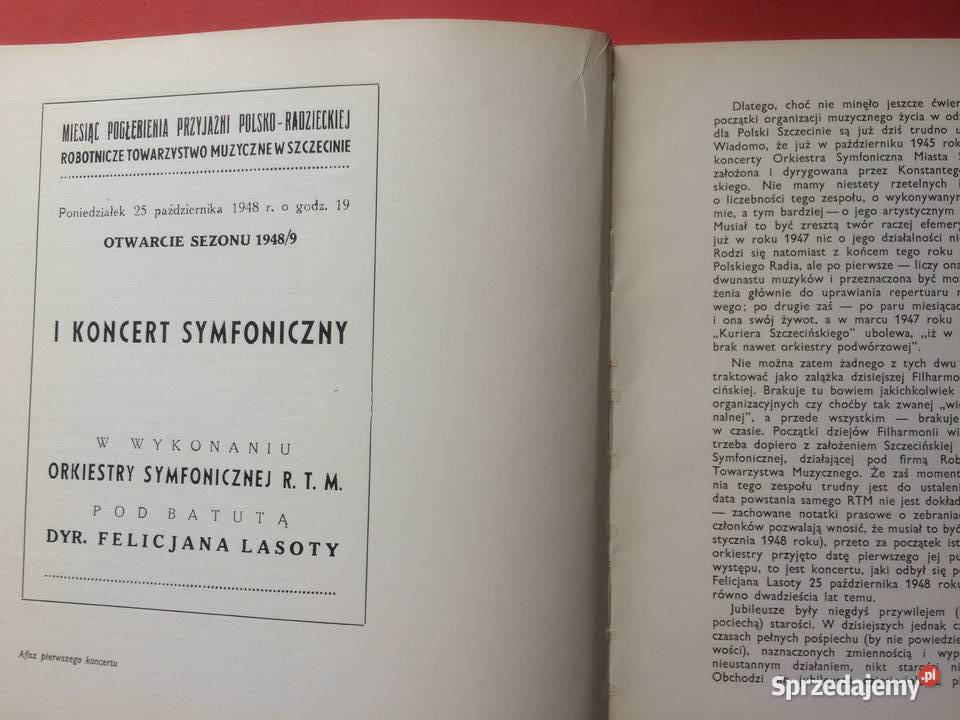 MIESIĄC POGŁEBIENIA PRZYJAŹNI POLSKO-RADZIECKIEJ
ROBOTNICZE TOWARZYSTWO MUZYCZNE W SZCZECINIE
Poniedziałek 25 października 1948 r. o godz. 19
OTWARCIE SEZONU 1948/9
I KONCERT SYMFONICZNY
W WYKONANIU
ORKIESTRY SYMFONICZNEJ R. T. M.
POD BATUTĄ
DYR. FELICJANA LASOTY
Afisz pierwszego koncertu
Dlatego, choć nie minęło jeszcze ćwier
początki organizacji muzycznego życia w od
dla Polski Szczecinie są już dziś trudno u
Wiadomo, że już w październiku 1945 rok
koncerty Orkiestra Symfoniczna Miasta
założona i dyrygowana przez Konstanteg
skiego. Nie mamy niestety rzetelnych
o liczebności tego zespołu, o wykonywanym
mie, a tym bardziej — o jego artystycznym
Musiał to być zresztą twór raczej efemery
już w roku 1947 nic o jego działalności nie
Rodzi się natomiast z końcem tego roku
Polskiego Radia, ale po pierwsze — liczy ona
dwunastu muzyków i przeznaczona być moż
żenia głównie do uprawiania repertuaru
wego; po drugie zaś — po paru miesiącac
i ona swój żywot, a w marcu 1947 roku
„Kuriera Szczecińskiego” ubolewa, „iż w
brak nawet orkiestry podwórzowej”.
Nie można zatem żadnego z tych dwu
traktować jako zalążka dzisiejszej Filharmo
cińskiej. Brakuje tu bowiem jakichkolwiek
organizacyjnych czy choćby tak zwanej „wię
nalnej”, a przede wszystkim — brakuje
w czasie. Początki dziejów Filharmonii wi
trzeba dopiero z założeniem Szczecińskiej
Symfonicznej, działającej pod firmą Rob
Towarzystwa Muzycznego. Że zaś moment
nia tego zespołu trudny jest do ustaleni
data powstania samego RTM nie jest dokład
— zachowane notatki prasowe o zebraniac
członków pozwalają wnosić, że musiał to być
stycznia 1948 roku), przeto za początek ist
orkiestry przyjęto datę pierwszego jej pu
występu, to jest koncertu, jaki odbył się po
Felicjana Lasoty 25 października 1948 roku
równo dwadzieścia lat temu.
Jubileusze były niegdyś przywilejem (
pociechą) starości. W dzisiejszych jednak cz
czasach pełnych pośpiechu (by nie powiedzie
wości), naznaczonych zmiennością i wyp
nieustannym działaniem, nikt starości ni
Obchodzi się jubileusze
Sprzedajemy.pl